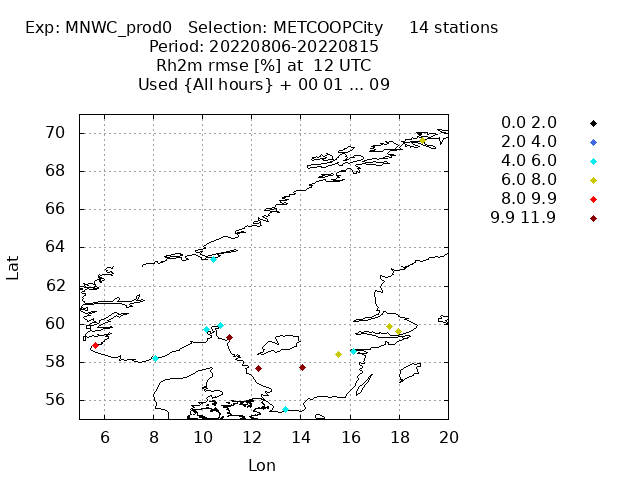 Exp: MNWC_prod0   Selection: METCOOPCity     14 stations
Period: 20220806-20220815
Rh2m rmse [%] at  12 UTC
Used {All hours} + 00 01 ... 09
0.0 2.0
2.0 4.0
4.0 6.0
6.0 8.0
8.0 9.9
9.9 11.9
70
68
66
64
62
60
58
56
Lat
6 8 10 12 14 16 18 20
Lon